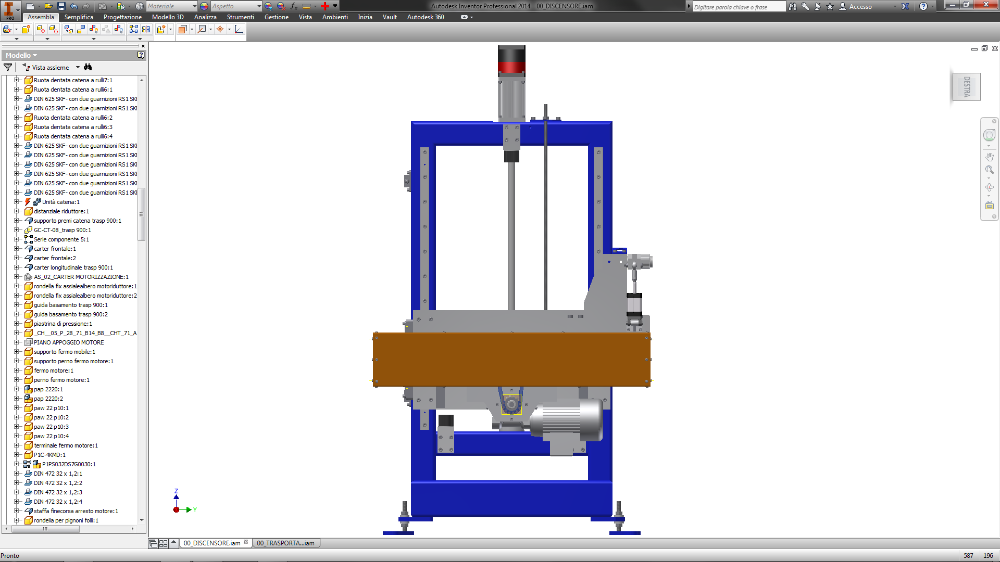 PRO
Materiale
Aspetto
Autodesk Inventor Professional 2014 00_DISCENSORE.iam
Digitare parola chiave o frase
Accesso
Assembla Semplifica Progettazione Modello 3D Analizza Strumenti Gestione Vista Ambienti Inizia Vault Autodesk 360
Modello
Vista assieme
Ruota dentata catena a rulli7:1
Ruota dentata catena a rulli6:1
DIN 625 SKF- con due guarnizioni RS1 SKI
DIN 625 SKF- con due guarnizioni RS1 SKI
Ruota dentata catena a rulli6:2
Ruota dentata catena a rulli6:3
Ruota dentata catena a rulli6:4
DIN 625 SKF- con due guarnizioni RS1 SKI
DIN 625 SKF- con due guarnizioni RS1 SKI
DIN 625 SKF- con due guarnizioni RS1 SKI
DIN 625 SKF- con due guarnizioni RS1 SKI
DIN 625 SKF- con due guarnizioni RS1 SKI
DIN 625 SKF- con due guarnizioni RS1 SKI
Unità catena:1
distanziale riduttore:1
supporto premi catena trasp 900:1
GC-CT-08_trasp 900:1
Serie componente 5:1
carter frontale:1
carter frontale:2
carter longitudinale trasp 900:1
AS_02_CARTER MOTORIZZAZIONE:1
rondella fix assialealbero motoriduttore:1
rondella fix assialealbero motoriduttore:2
guida basamento trasp 900:1
guida basamento trasp 900:2
piastrina di pressione:1
_CH__05_P_28_71_B14_B8__CHT_71_A
PIANO APPOGGIO MOTORE
supporto fermo mobile:1
supporto perno fermo motore:1
fermo motore:1
perno fermo motore:1
pap 2220:1
pap 2220:2
paw 22 p10:1
paw 22 p10:2
paw 22 p10:3
paw 22 p10:4
terminale fermo motore:1
P1C-4KMD:1
P1PS032DS7G0030:1
DIN 472 32 x 1,2:1
DIN 472 32 x 1,2:2
DIN 472 32 x 1,2:3
DIN 472 32 x 1,2:4
staffa finecorsa arresto motore:1
rondella per pignoni folli:1
DESTRA
Z
Y
00_DISCENSORE.iam
00_TRASPORTA...iam
Pronto
587 196